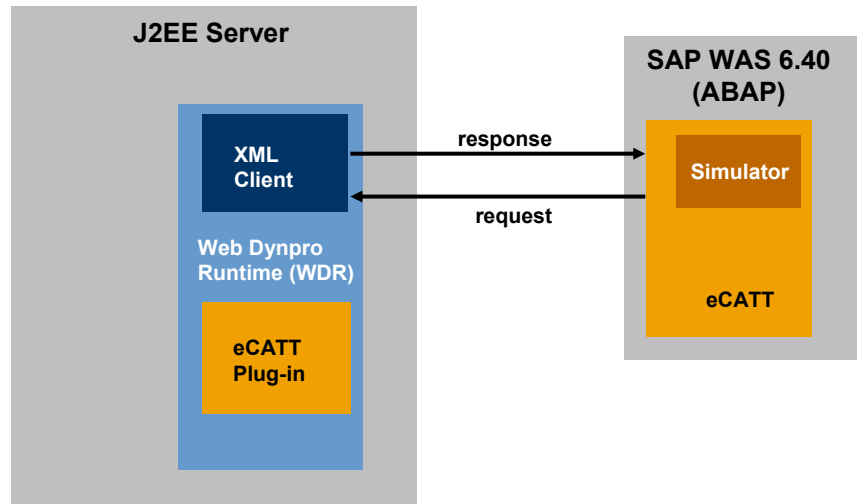 J2EE Server
XML
Client
Web Dynpro
Runtime (WDR)
eCATT
Plug-in
response
request
SAP WAS 6.40
(ABAP)
Simulator
eCATT